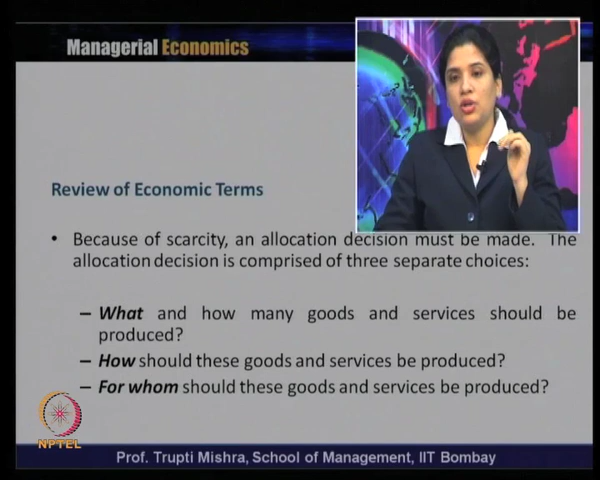 Managerial Economics
Review of Economic Terms
• Because of scarcity, an allocation decision must be made. The
allocation decision is comprised of three separate choices:
– What and how many goods and services should be
produced?
– How should these goods and services be produced?
– For whom should these goods and services be produced?
NPTEL
Prof. Trupti Mishra, School of Management, IIT Bombay